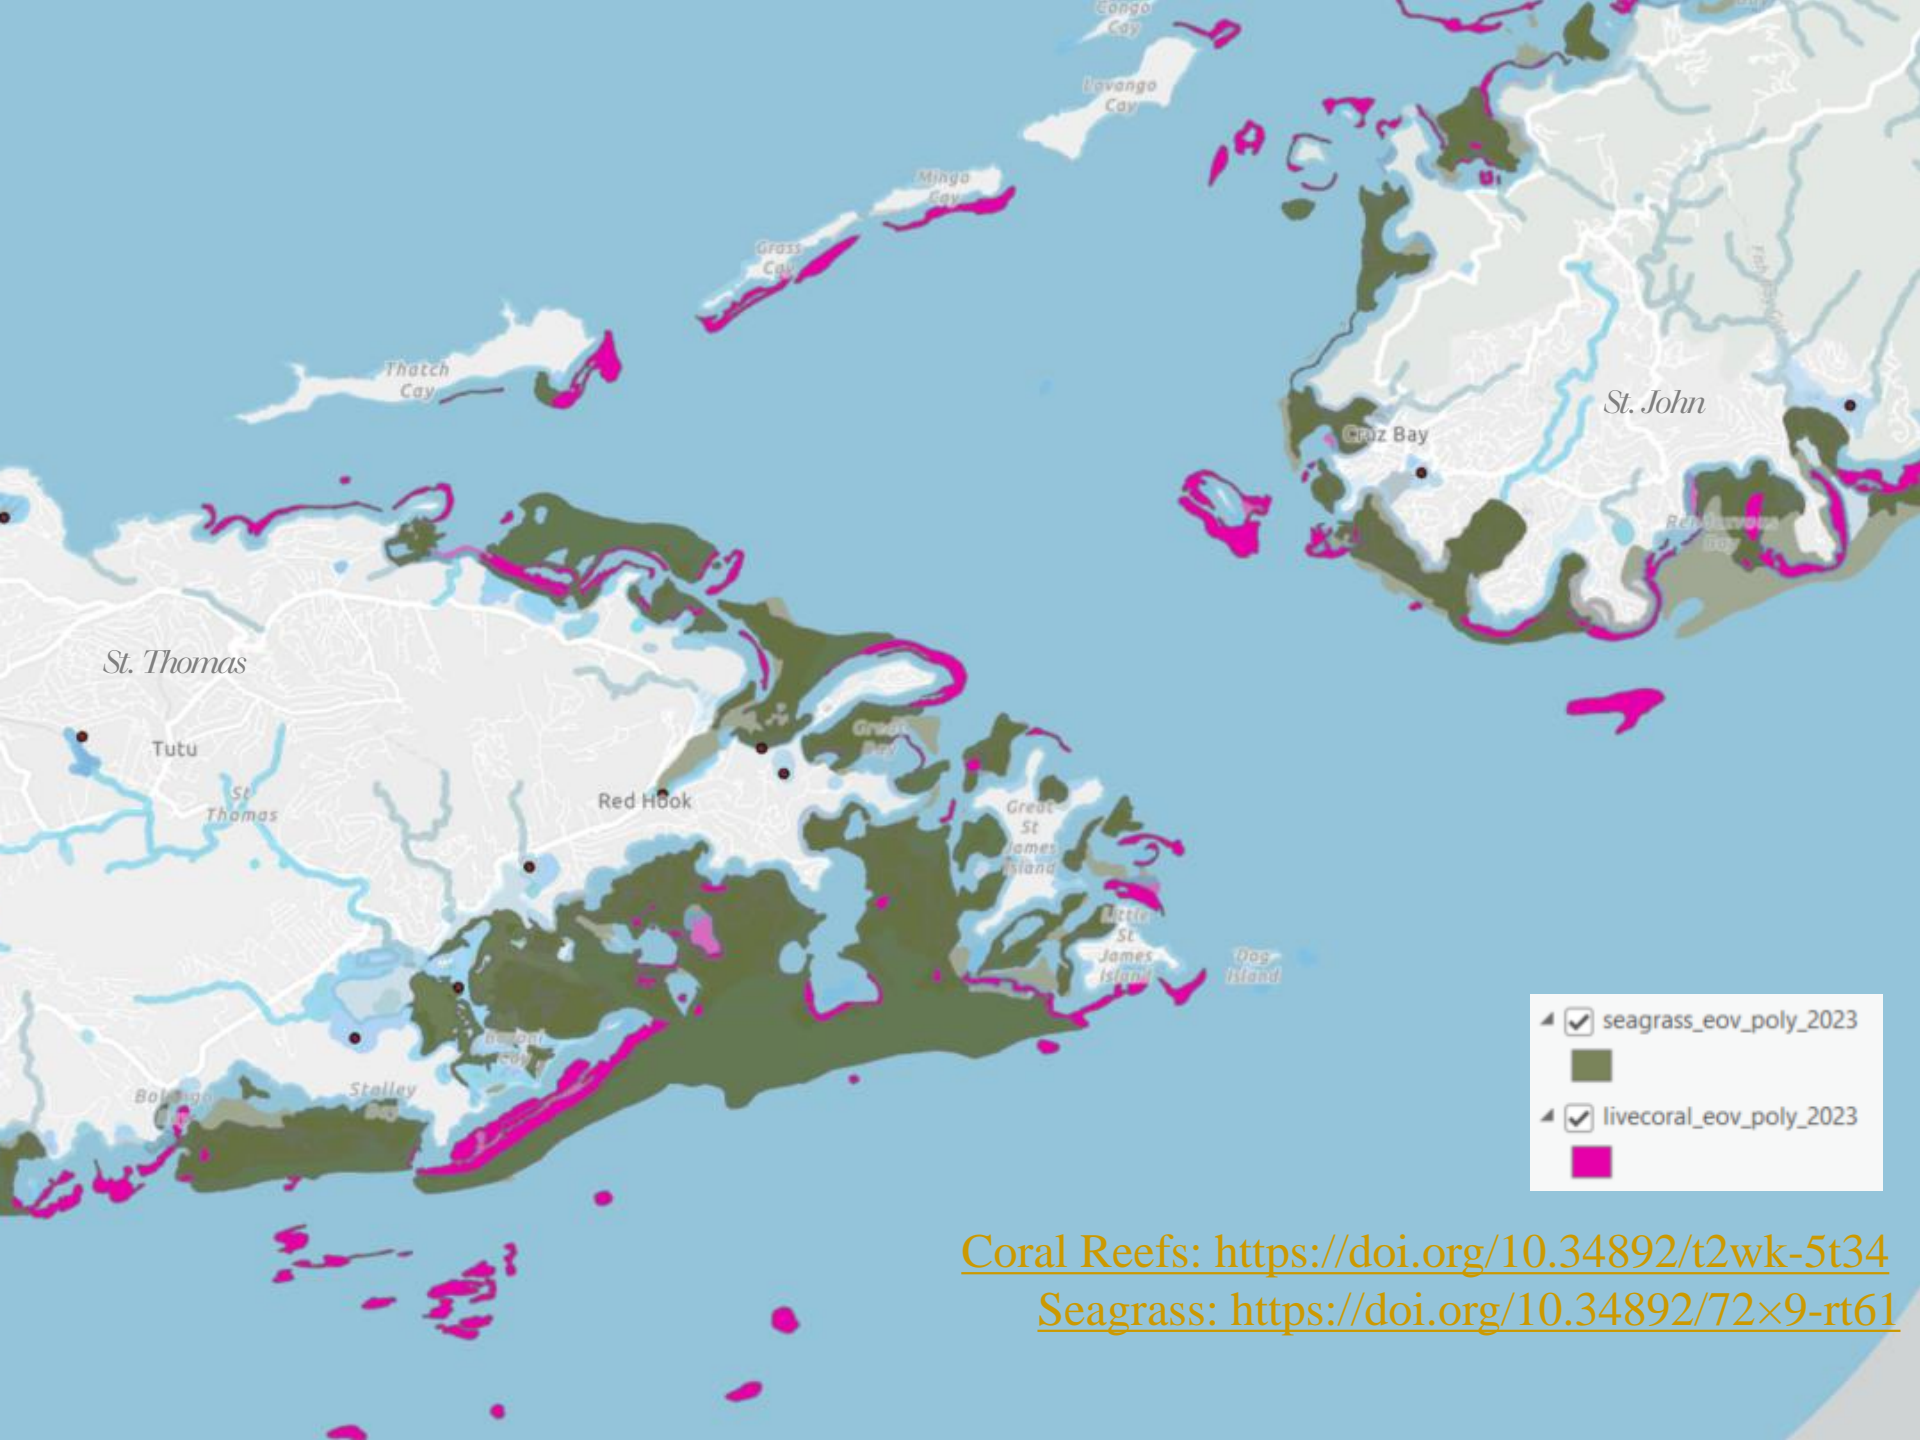 Congo
Cay
Lovango
Cay
Mingo
Cay
Grass
Cay
Thatch
Cay
St. John
Cruz Bay
Rendezvous
Bay
St. Thomas
Tutu
St
Thomas
Red Hook
Great
Bay
Great
St
James
Island
Little
St
James
Island
Dog
Island
Stalley
Bay
seagrass_eov_poly_2023
livecoral_eov_poly_2023
Coral Reefs: https://doi.org/10.34892/t2wk-5t34
Seagrass: https://doi.org/10.34892/72×9-rt61